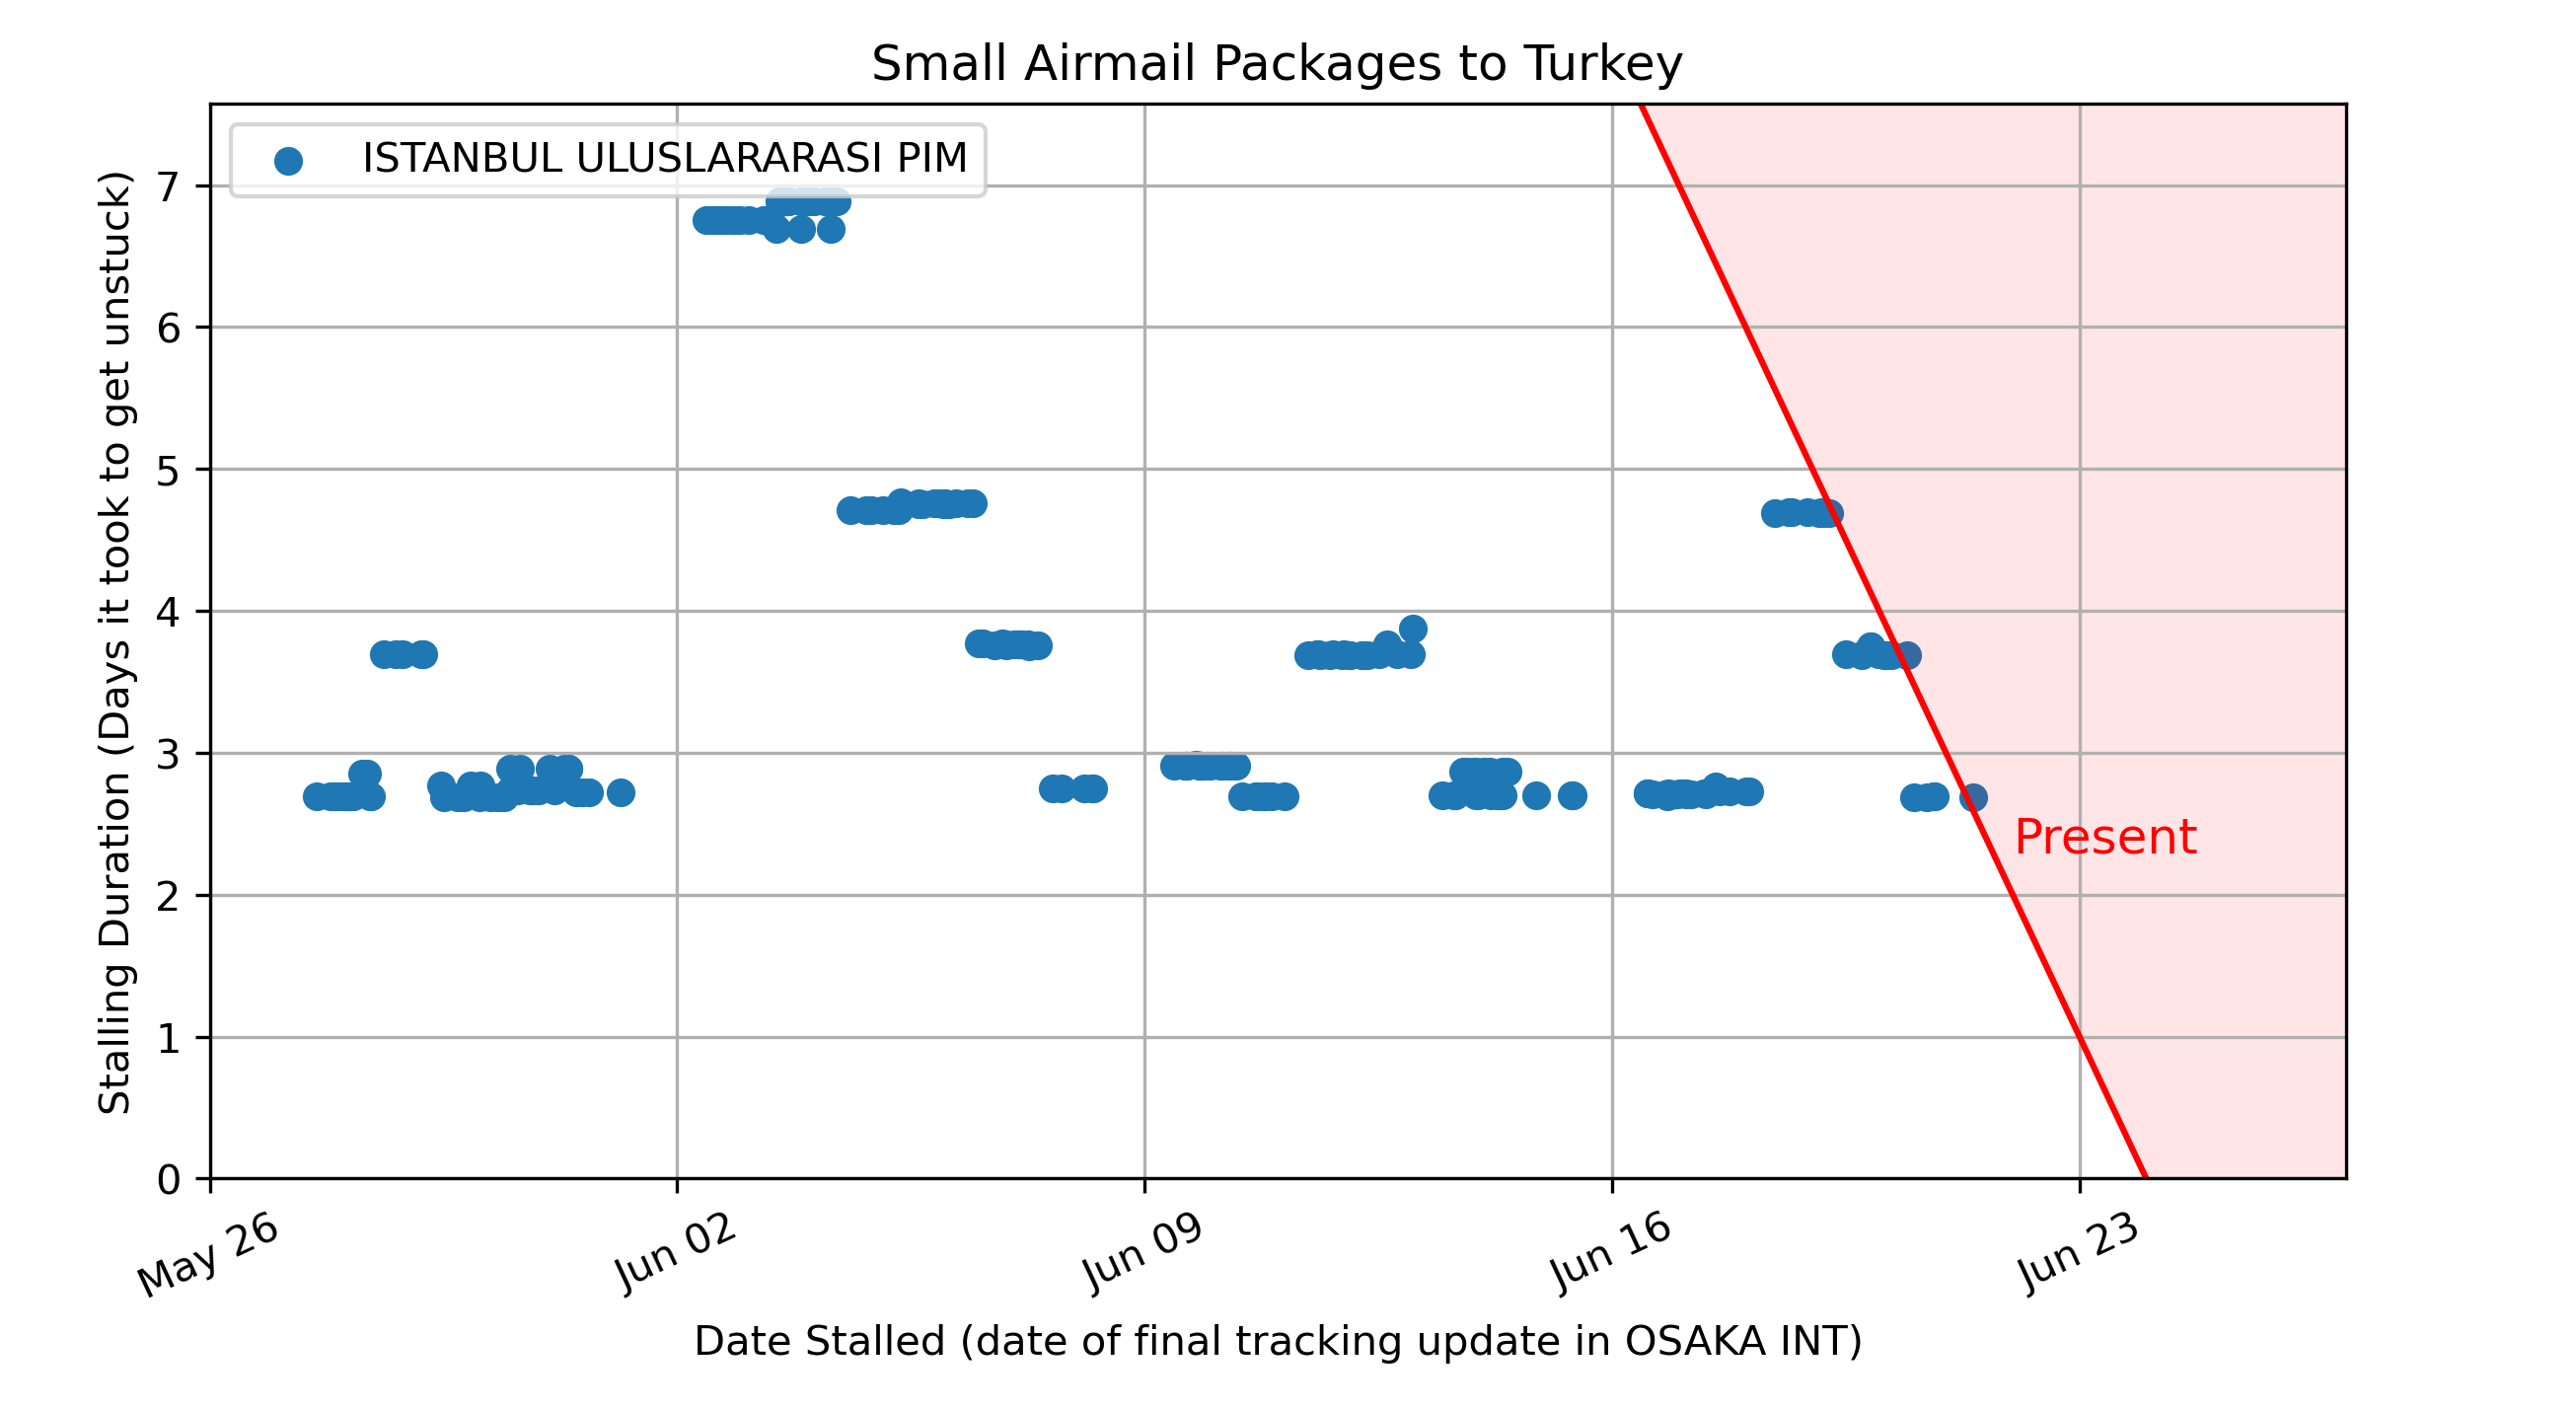 Small Airmail Packages to Turkey
ISTANBUL ULUSLARARASI PIM
Stalling Duration (Days it took to get unstuck)
7
6
5
4
3
2
1
0
Present
May 26
Jun 02
Jun 09
Jun 16
Jun 23
Date Stalled (date of final tracking update in OSAKA INT)